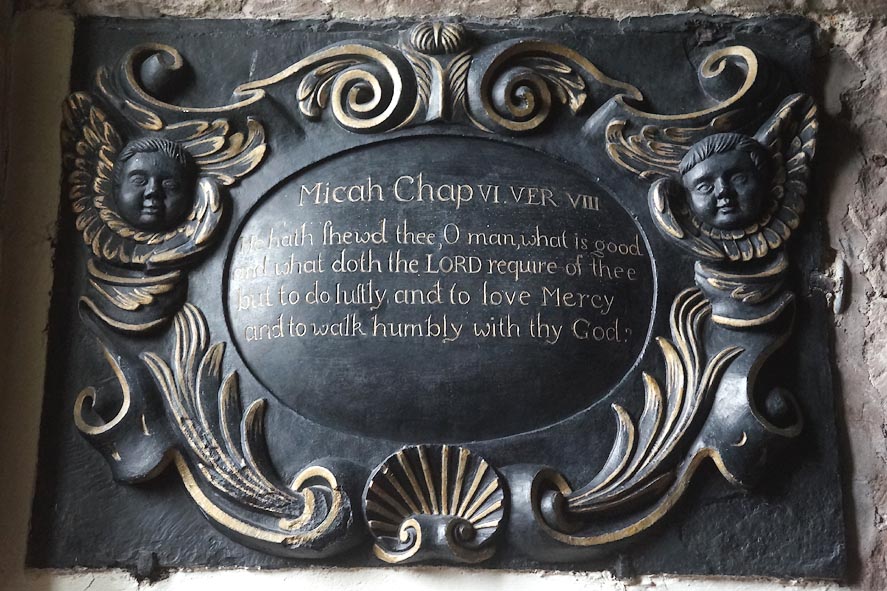 Micah Chap VI. VER VIII
He hath ſhewd thee, O man, what is good
and what doth the LORD require of thee
but to do Iuſtly, and to love Mercy
and to walk humbly with thy God?